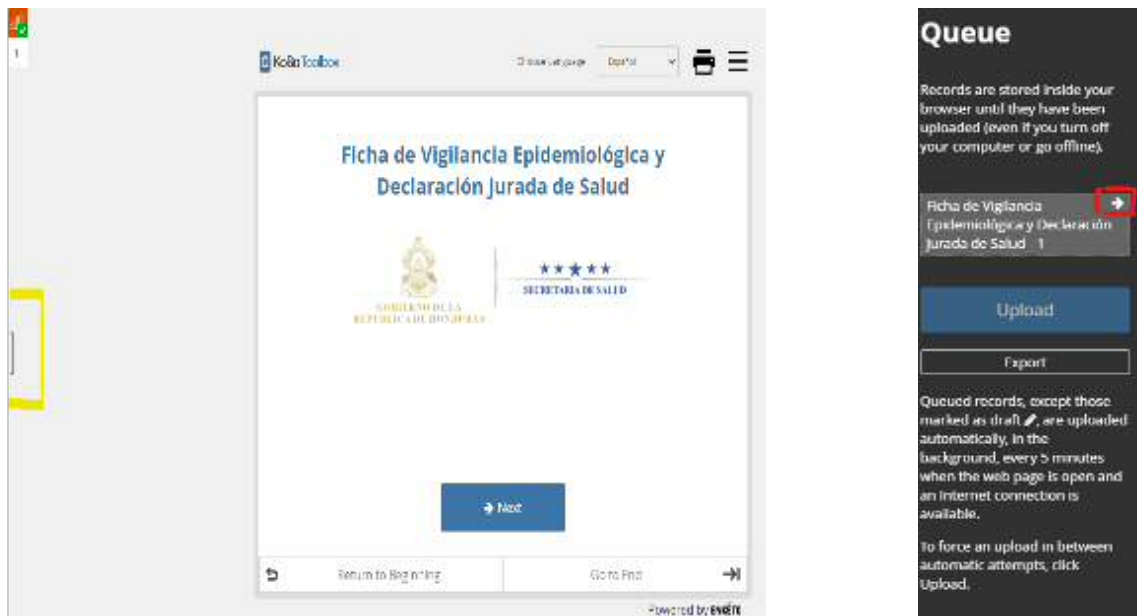 1
KoBoToolbox
Choose Language
Español
Ficha de Vigilancia Epidemiológica y
Declaración Jurada de Salud
GOBIERNO DE LA
REPÚBLICA DE HONDURAS
SECRETARIA DE SALUD
Next
Return to Beginning
Go to End
Powered by
Queue
Records are stored inside your
browser until they have been
uploaded (even if you turn off
your computer or go offline).
Ficha de Vigilancia
Epidemiológica y Declaración
Jurada de Salud 1
Upload
Export
Queued records, except those
marked as draft , are uploaded
automatically, in the
background, every 5 minutes
when the web page is open and
an Internet connection is
available.
To force an upload in between
automatic attempts, click
Upload.